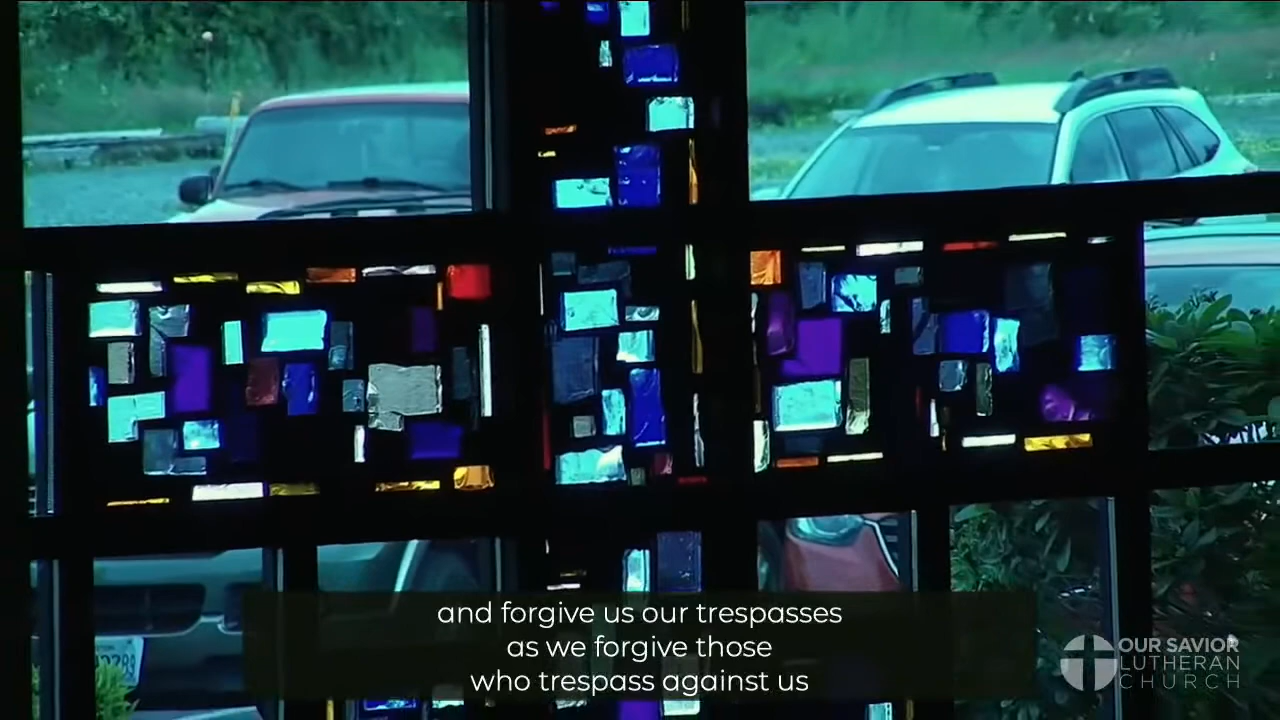 and forgive us our trespasses
as we forgive those
who trespass against us
OUR SAVIOR
LUTHERAN
CHURCH